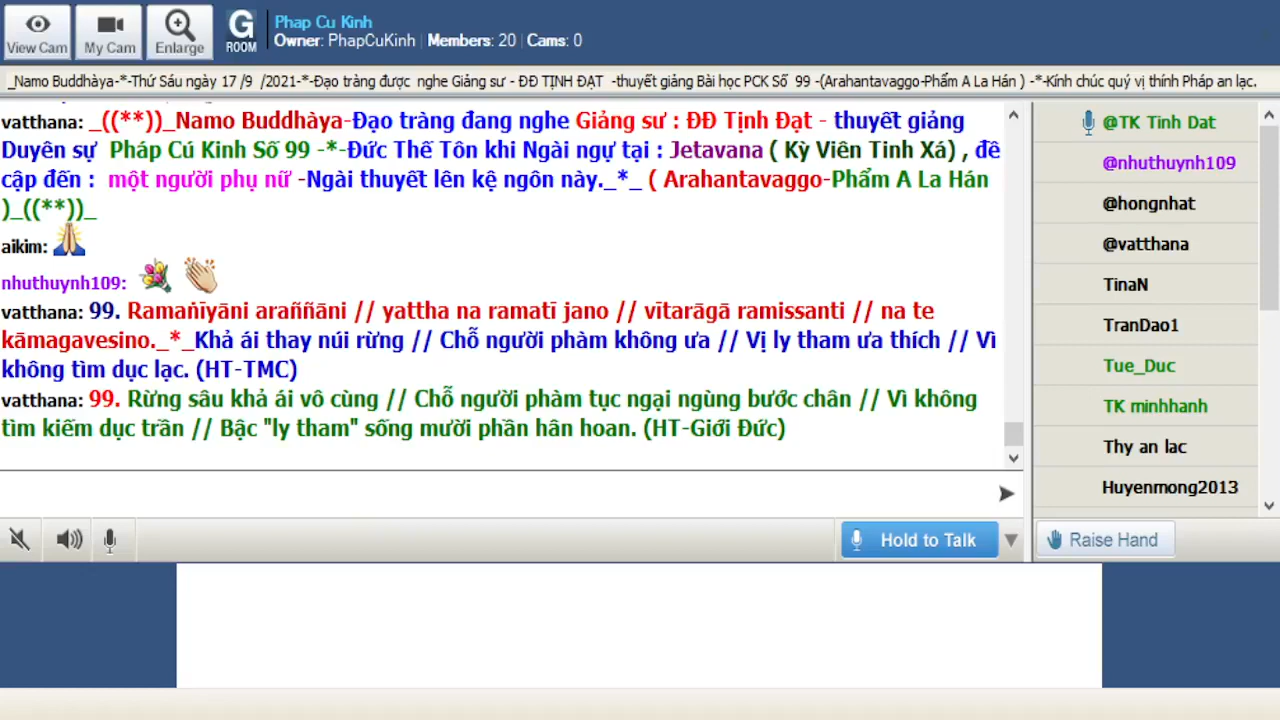 View Cam
My Cam
Enlarge
G
ROOM
Phap Cu Kinh
Owner: PhapCuKinh | Members: 20 | Cams: 0
_Namo Buddhàya-*-Thứ Sáu ngày 17 /9 /2021-*-Đạo tràng được nghe Giảng sư - ĐĐ TỊNH ĐẠT -thuyết giảng Bài học PCK Số 99 -(Arahantavaggo-Phẩm A La Hán ) -*-Kính chúc quý vị thính Pháp an lạc.
vatthana: _((**))_Namo Buddhàya-Đạo tràng đang nghe Giảng sư : ĐĐ Tịnh Đạt - thuyết giảng
Duyên sự Pháp Cú Kinh Số 99 -*-Đức Thế Tôn khi Ngài ngự tại : Jetavana ( Kỳ Viên Tinh Xá) , đề
cập đến : một người phụ nữ -Ngài thuyết lên kệ ngôn này._*_ ( Arahantavaggo-Phẩm A La Hán
)_((**))_
aikim:
nhuthuynh109:
vatthana: 99. Ramaṅīyāni araññāni // yattha na ramatī jano // vītarāgā ramissanti // na te
kāmagavesino._*_Khả ái thay núi rừng // Chỗ người phàm không ưa // Vị ly tham ưa thích // Vì
không tìm dục lạc. (HT-TMC)
vatthana: 99. Rừng sâu khả ái vô cùng // Chỗ người phàm tục ngại ngùng bước chân // Vì không
tìm kiếm dục trần // Bậc "ly tham" sống mười phần hân hoan. (HT-Giới Đức)
@TK Tinh Dat
@nhuthuynh109
@hongnhat
@vatthana
TinaN
TranDao1
Tue_Duc
TK minhhanh
Thy an lac
Huyenmong2013
Hold to Talk
Raise Hand